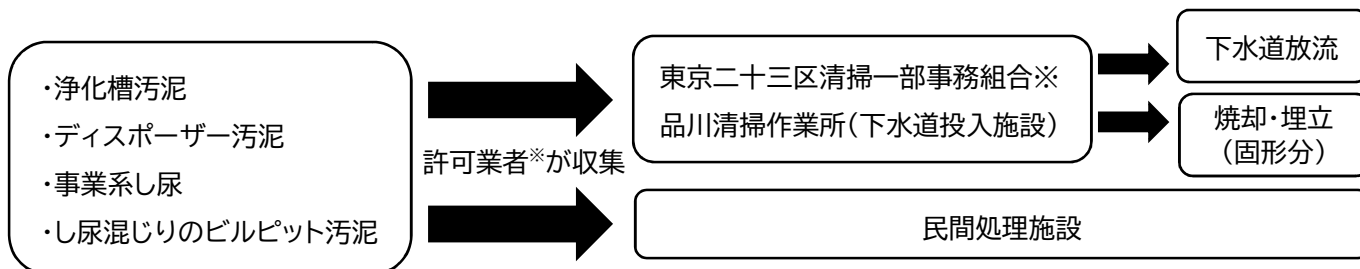 ・浄化槽汚泥
・ディスポーザー汚泥
・事業系し尿
・し尿混じりのビルピット汚泥
許可業者※が収集
東京二十三区清掃一部事務組合※
品川清掃作業所(下水道投入施設)
下水道放流
焼却・埋立
(固形分)
民間処理施設